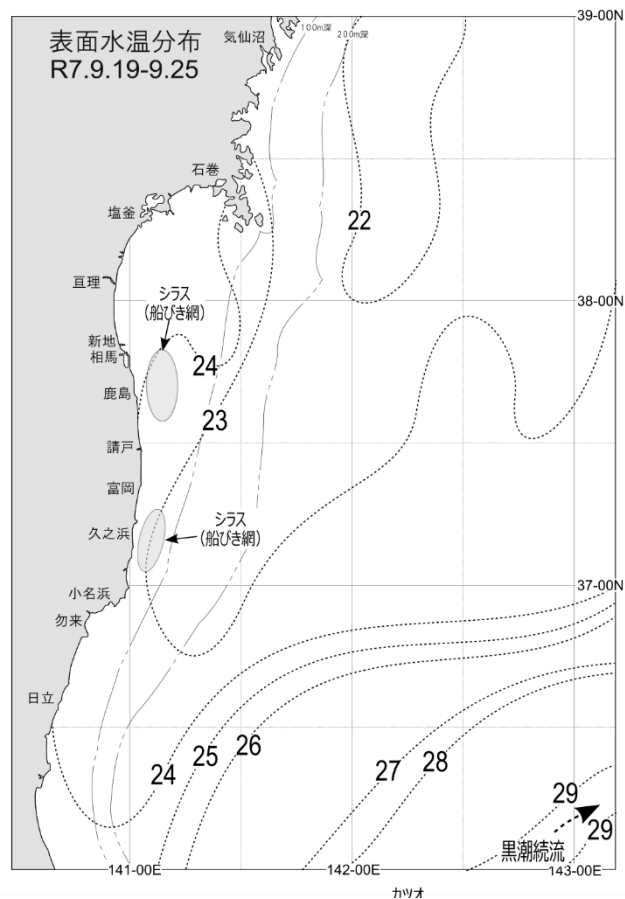 39-00N
表面水温分布
R7.9.19-9.25
気仙沼
100m深
200m深
石巻
22
塩釜
亘理
シラス
(船びき網)
38-00N
新地
相馬
24
鹿島
23
請戸
富岡
シラス
(船びき網)
久之浜
37-00N
小名浜
勿来
日立
24
25
26
27
28
29
29
黒潮続流
141-00E
142-00E
143-00E
カツオ